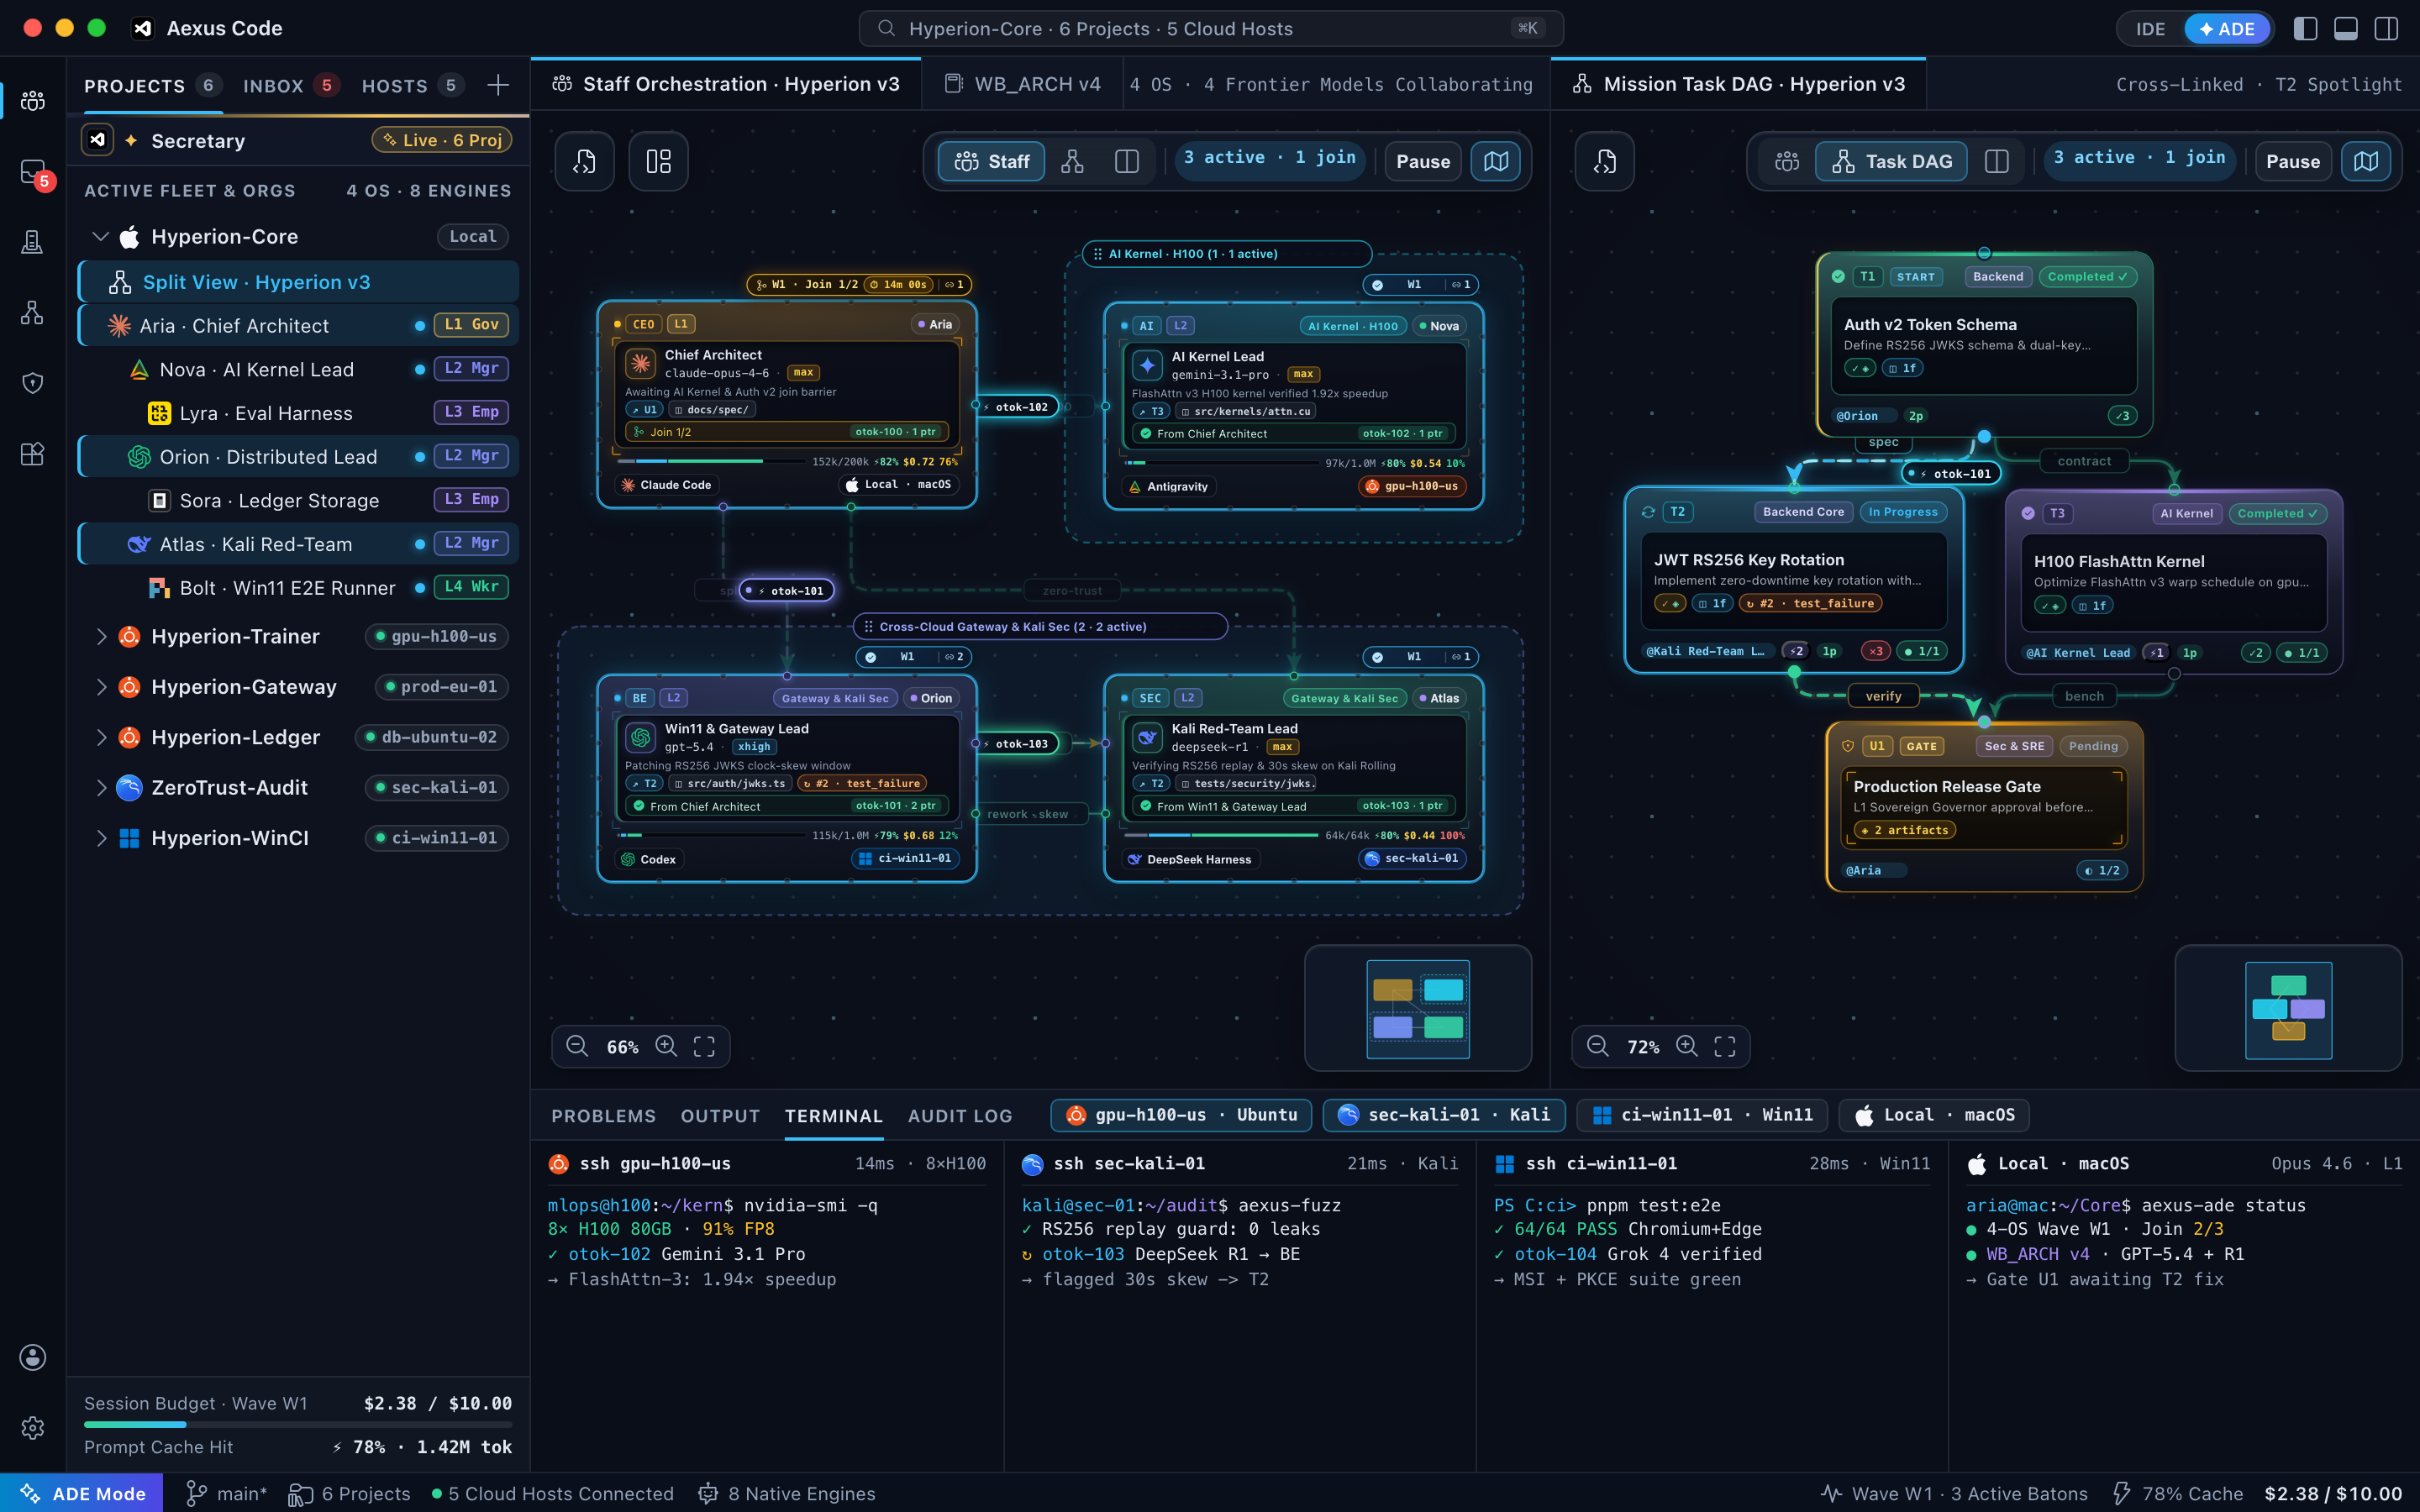 Aexus Code
Hyperion-Core · 6 Projects · 5 Cloud Hosts
⌘K
IDE
ADE
PROJECTS 6
INBOX 5
HOSTS 5
5
Secretary
Live · 6 Proj
ACTIVE FLEET & ORGS
4 OS · 8 ENGINES
Hyperion-Core
Local
Split View · Hyperion v3
Aria · Chief Architect
L1 Gov
Nova · AI Kernel Lead
L2 Mgr
Lyra · Eval Harness
L3 Emp
Orion · Distributed Lead
L2 Mgr
Sora · Ledger Storage
L3 Emp
Atlas · Kali Red-Team
L2 Mgr
Bolt · Win11 E2E Runner
L4 Wkr
Hyperion-Trainer
gpu-h100-us
Hyperion-Gateway
prod-eu-01
Hyperion-Ledger
db-ubuntu-02
ZeroTrust-Audit
sec-kali-01
Hyperion-WinCI
ci-win11-01
Session Budget · Wave W1
$2.38 / $10.00
Prompt Cache Hit
⚡ 78% · 1.42M tok
Staff Orchestration · Hyperion v3
WB_ARCH v4
4 OS · 4 Frontier Models Collaborating
Staff
3 active · 1 join
Pause
AI Kernel · H100 (1 · 1 active)
W1 · Join 1/2
14m 00s
1
CEO
L1
Aria
Chief Architect
claude-opus-4-6 ·
max
Awaiting AI Kernel & Auth v2 join barrier
↗ U1
docs/spec/
Join 1/2
otok-100 · 1 ptr
152k/200k ⚡82% $0.72 76%
Claude Code
Local · macOS
⚡ otok-102
W1
1
AI
L2
AI Kernel · H100
Nova
AI Kernel Lead
gemini-3.1-pro ·
max
FlashAttn v3 H100 kernel verified 1.92x speedup
↗ T3
src/kernels/attn.cu
From Chief Architect
otok-102 · 1 ptr
97k/1.0M ⚡80% $0.54 10%
Antigravity
gpu-h100-us
⚡ otok-101
zero-trust
Cross-Cloud Gateway & Kali Sec (2 · 2 active)
W1
2
BE
L2
Gateway & Kali Sec
Orion
Win11 & Gateway Lead
gpt-5.4 ·
xhigh
Patching RS256 JWKS clock-skew window
↗ T2
src/auth/jwks.ts
↻ #2 · test_failure
From Chief Architect
otok-101 · 2 ptr
115k/1.0M ⚡79% $0.68 12%
Codex
ci-win11-01
⚡ otok-103
rework
skew
W1
1
SEC
L2
Gateway & Kali Sec
Atlas
Kali Red-Team Lead
deepseek-r1 ·
max
Verifying RS256 replay & 30s skew on Kali Rolling
↗ T2
tests/security/jwks.
From Win11 & Gateway Lead
otok-103 · 1 ptr
64k/64k ⚡80% $0.44 100%
DeepSeek Harness
sec-kali-01
66%
Mission Task DAG · Hyperion v3
Cross-Linked · T2 Spotlight
Task DAG
3 active · 1 join
Pause
T1
START
Backend
Completed ✓
Auth v2 Token Schema
Define RS256 JWKS schema & dual-key…
✓ ◈
1f
@Orion
2p
✓3
spec
contract
⚡ otok-101
T2
Backend Core
In Progress
JWT RS256 Key Rotation
Implement zero-downtime key rotation with…
✓ ◈
1f
↻ #2 · test_failure
@Kali Red-Team L…
⚡2
1p
×3
● 1/1
T3
AI Kernel
Completed ✓
H100 FlashAttn Kernel
Optimize FlashAttn v3 warp schedule on gpu…
✓ ◈
1f
@AI Kernel Lead
⚡1
1p
✓2
● 1/1
verify
bench
U1
GATE
Sec & SRE
Pending
Production Release Gate
L1 Sovereign Governor approval before…
◈ 2 artifacts
@Aria
◐ 1/2
72%
PROBLEMS
OUTPUT
TERMINAL
AUDIT LOG
gpu-h100-us · Ubuntu
sec-kali-01 · Kali
ci-win11-01 · Win11
Local · macOS
ssh gpu-h100-us
14ms · 8×H100
mlops@h100:~/kern$ nvidia-smi -q
8× H100 80GB · 91% FP8
✓ otok-102 Gemini 3.1 Pro
→ FlashAttn-3: 1.94× speedup
ssh sec-kali-01
21ms · Kali
kali@sec-01:~/audit$ aexus-fuzz
✓ RS256 replay guard: 0 leaks
↻ otok-103 DeepSeek R1 → BE
→ flagged 30s skew -> T2
ssh ci-win11-01
28ms · Win11
PS C:ci> pnpm test:e2e
✓ 64/64 PASS Chromium+Edge
✓ otok-104 Grok 4 verified
→ MSI + PKCE suite green
Local · macOS
Opus 4.6 · L1
aria@mac:~/Core$ aexus-ade status
● 4-OS Wave W1 · Join 2/3
● WB_ARCH v4 · GPT-5.4 + R1
→ Gate U1 awaiting T2 fix
ADE Mode
main*
6 Projects
5 Cloud Hosts Connected
8 Native Engines
Wave W1 · 3 Active Batons
78% Cache
$2.38 / $10.00